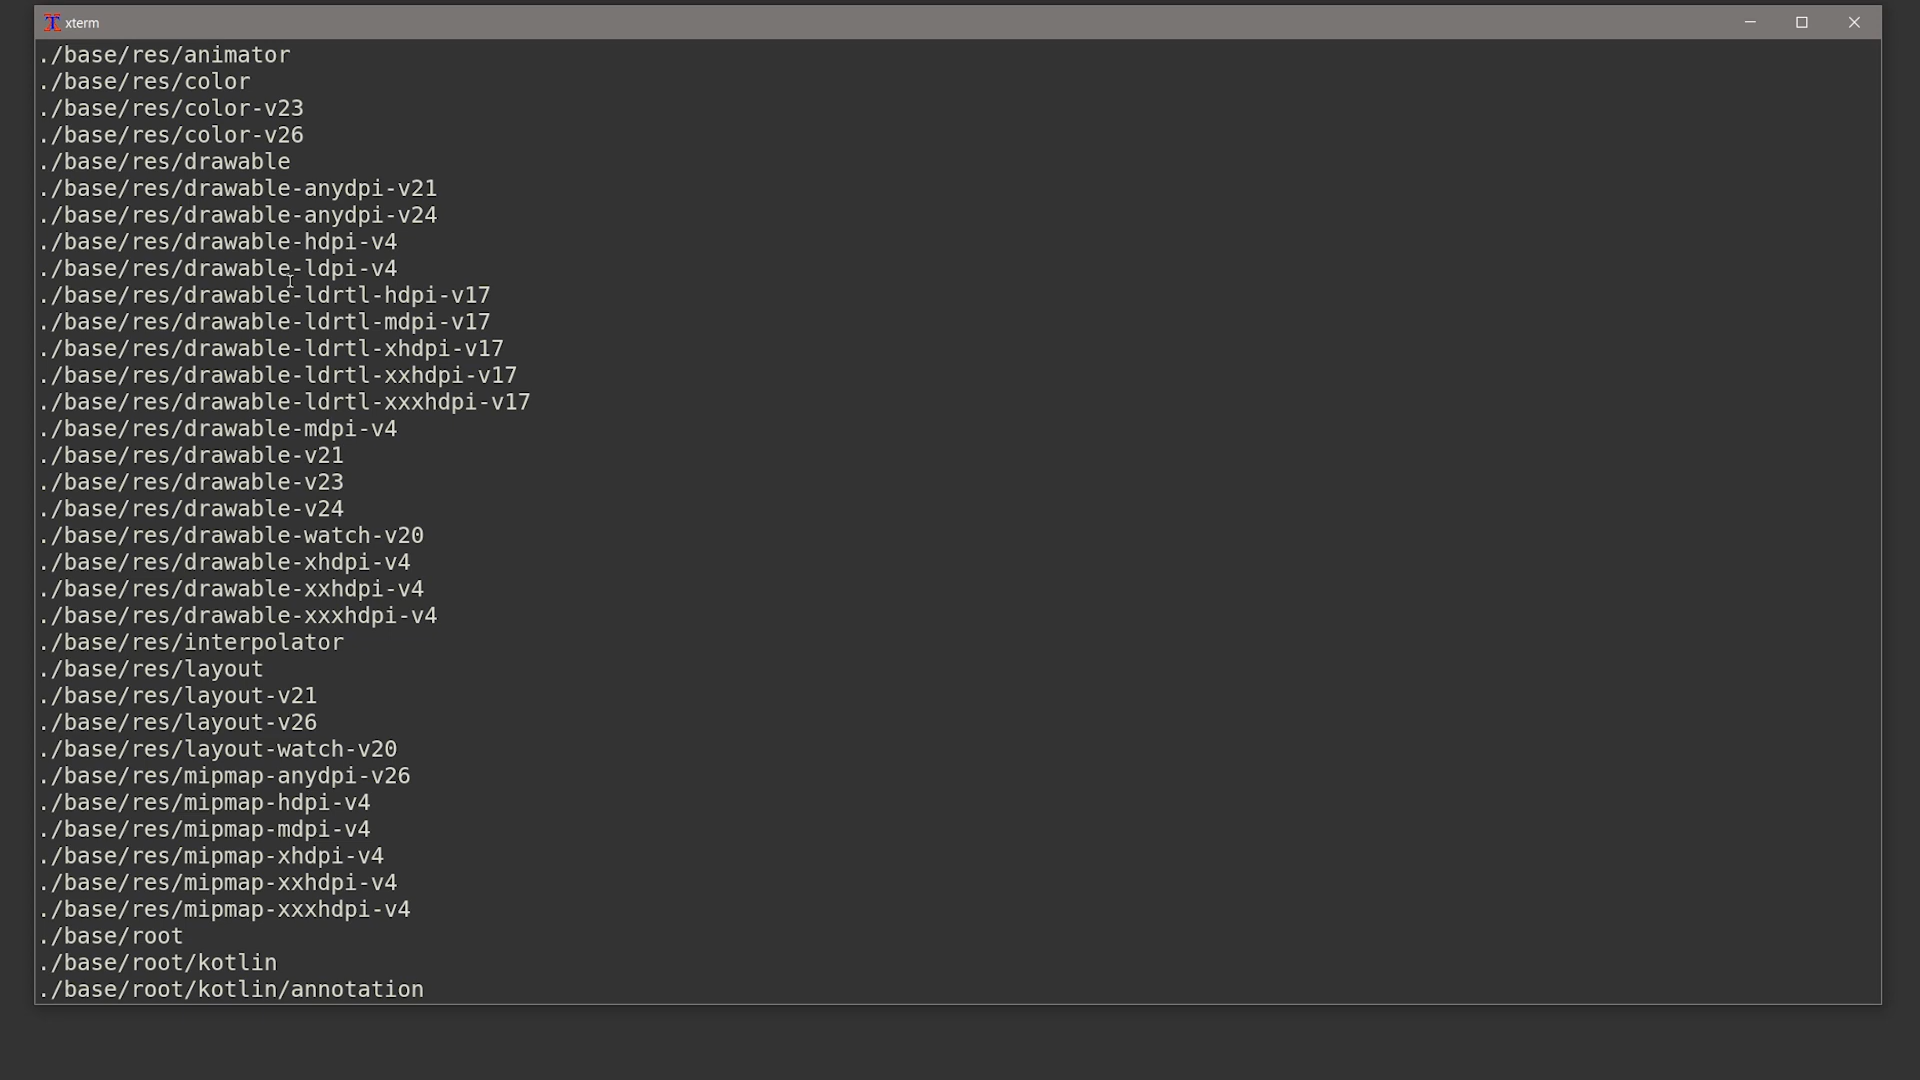 xterm
./base/res/animator
./base/res/color
./base/res/color-v23
./base/res/color-v26
./base/res/drawable
./base/res/drawable-anydpi-v21
./base/res/drawable-anydpi-v24
./base/res/drawable-hdpi-v4
./base/res/drawable-ldpi-v4
./base/res/drawable-ldrtl-hdpi-v17
./base/res/drawable-ldrtl-mdpi-v17
./base/res/drawable-ldrtl-xhdpi-v17
./base/res/drawable-ldrtl-xxhdpi-v17
./base/res/drawable-ldrtl-xxxhdpi-v17
./base/res/drawable-mdpi-v4
./base/res/drawable-v21
./base/res/drawable-v23
./base/res/drawable-v24
./base/res/drawable-watch-v20
./base/res/drawable-xhdpi-v4
./base/res/drawable-xxhdpi-v4
./base/res/drawable-xxxhdpi-v4
./base/res/interpolator
./base/res/layout
./base/res/layout-v21
./base/res/layout-v26
./base/res/layout-watch-v20
./base/res/mipmap-anydpi-v26
./base/res/mipmap-hdpi-v4
./base/res/mipmap-mdpi-v4
./base/res/mipmap-xhdpi-v4
./base/res/mipmap-xxhdpi-v4
./base/res/mipmap-xxxhdpi-v4
./base/root
./base/root/kotlin
./base/root/kotlin/annotation